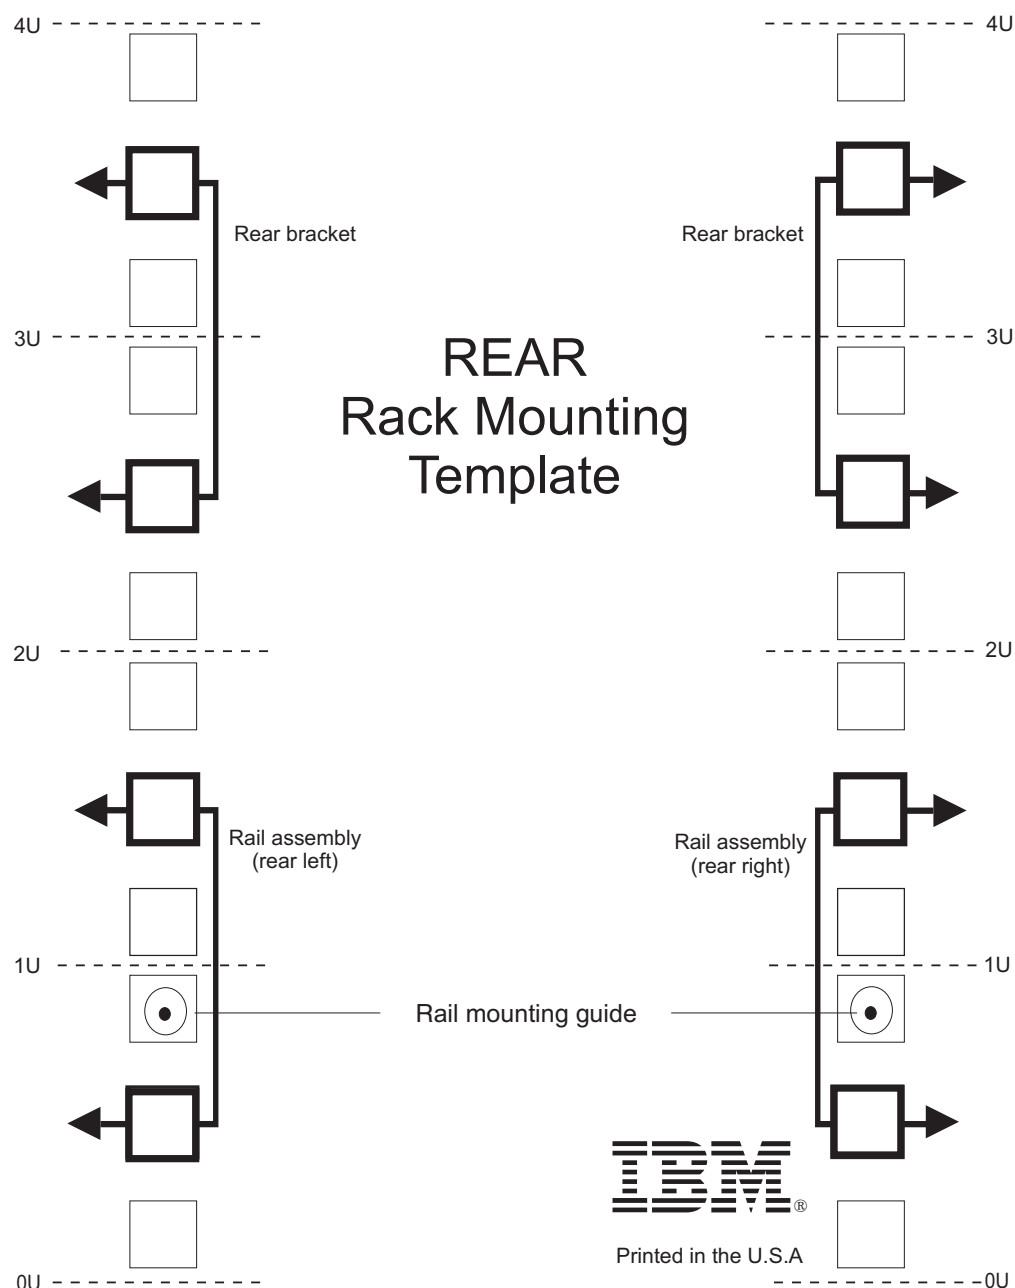 4U 4U
Rear bracket Rear bracket
3U 3U
REAR
Rack Mounting
Template
2U 2U
Rail assembly
(rear left)
Rail assembly
(rear right)
1U 1U
Rail mounting guide
IBM®
Printed in the U.S.A
0U 0U